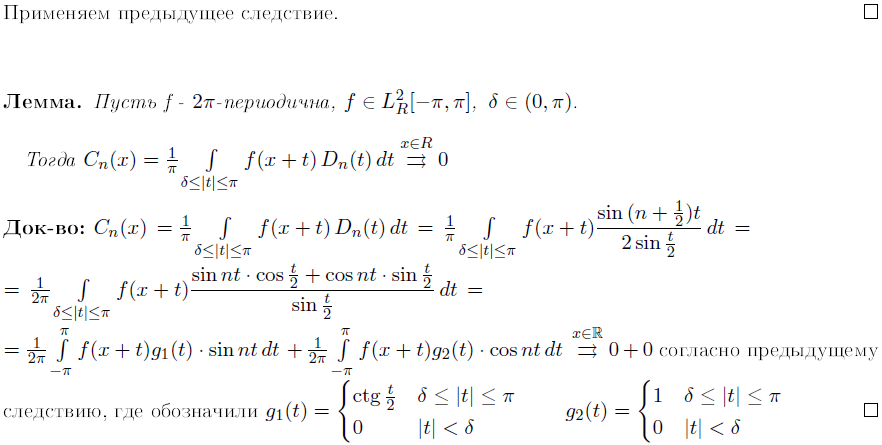 Применяем предыдущее следствие. □
Лемма. Пусть f - 2π-периодична, f ∈ L²_R[−π, π], δ ∈ (0, π).
Тогда C_n(x) = 1/π ∫_{δ≤|t|≤π} f(x + t) D_n(t) dt ⇉^{x∈R} 0
Док-во: C_n(x) = 1/π ∫_{δ≤|t|≤π} f(x + t) D_n(t) dt = 1/π ∫_{δ≤|t|≤π} f(x + t) (sin (n + 1/2)t)/(2 sin t/2) dt =
= 1/2π ∫_{δ≤|t|≤π} f(x + t) (sin nt · cos t/2 + cos nt · sin t/2)/(sin t/2) dt =
= 1/2π ∫_{−π}^{π} f(x + t)g₁(t) · sin nt dt + 1/2π ∫_{−π}^{π} f(x + t)g₂(t) · cos nt dt ⇉^{x∈ℝ} 0 + 0 согласно предыдущему
следствию, где обозначили g₁(t) = { ctg t/2 δ ≤ |t| ≤ π; 0 |t| < δ g₂(t) = { 1 δ ≤ |t| ≤ π; 0 |t| < δ □